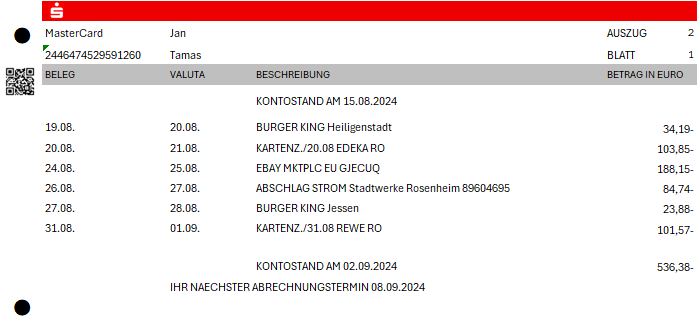 MasterCard Jan AUSZUG 2
2446474529591260 Tamas BLATT 1
BELEG VALUTA BESCHREIBUNG BETRAG IN EURO
KONTOSTAND AM 15.08.2024
19.08. 20.08. BURGER KING Heiligenstadt 34,19-
20.08. 21.08. KARTENZ./20.08 EDEKA RO 103,85-
24.08. 25.08. EBAY MKTPLC EU GJECUQ 188,15-
26.08. 27.08. ABSCHLAG STROM Stadtwerke Rosenheim 89604695 84,74-
27.08. 28.08. BURGER KING Jessen 23,88-
31.08. 01.09. KARTENZ./31.08 REWE RO 101,57-
KONTOSTAND AM 02.09.2024 536,38-
IHR NAECHSTER ABRECHNUNGSTERMIN 08.09.2024